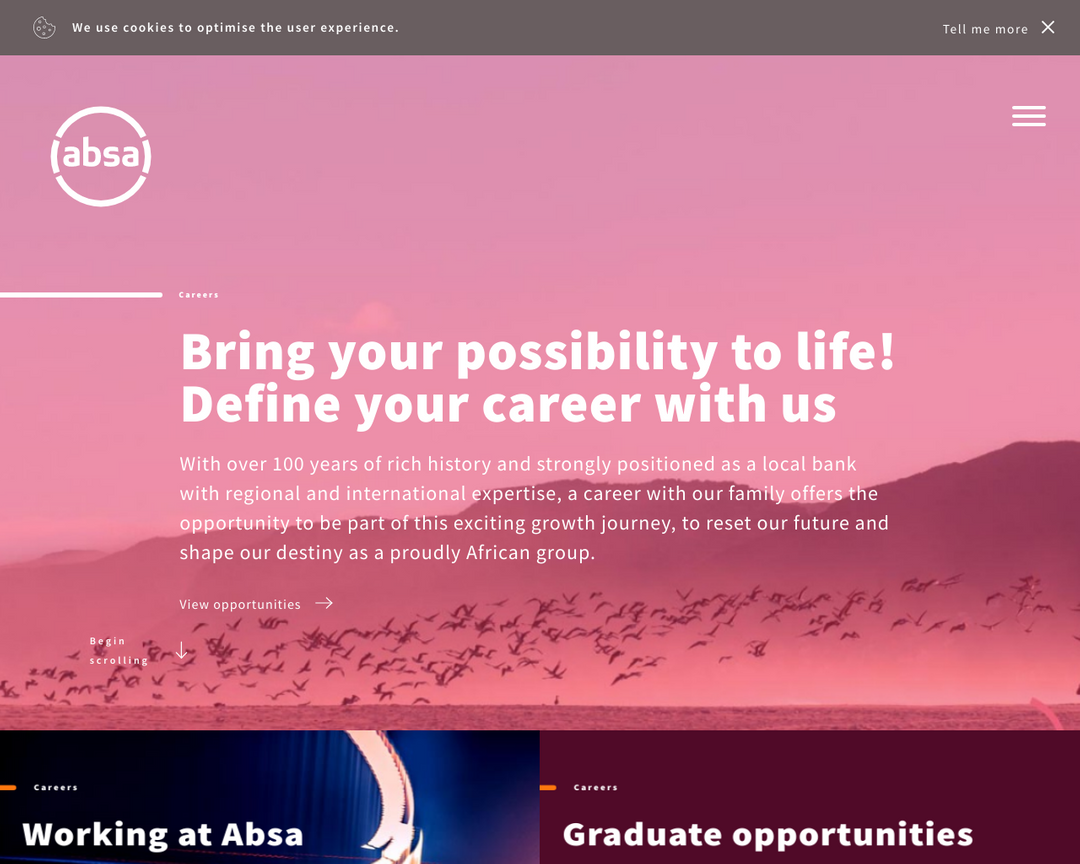 We use cookies to optimise the user experience.
Tell me more
absa
Careers
Bring your possibility to life!
Define your career with us
With over 100 years of rich history and strongly positioned as a local bank
with regional and international expertise, a career with our family offers the
opportunity to be part of this exciting growth journey, to reset our future and
shape our destiny as a proudly African group.
View opportunities
Begin
scrolling
Careers
Working at Absa
Careers
Graduate opportunities